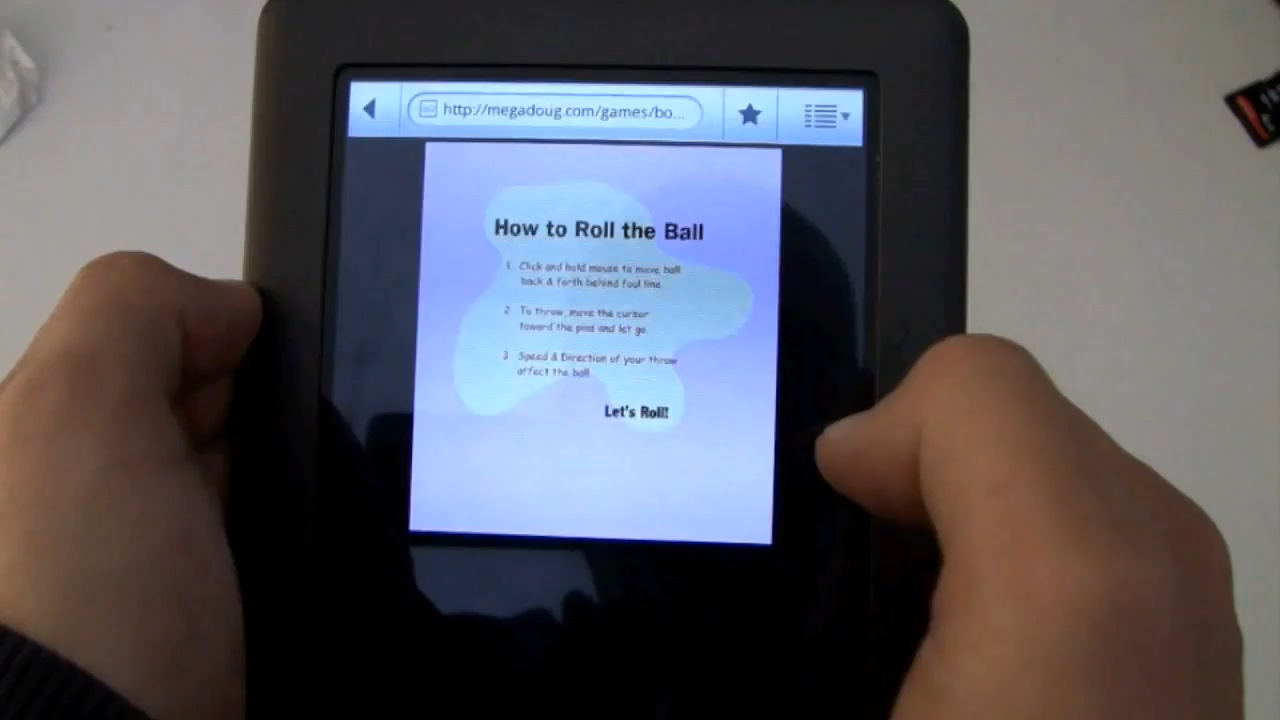 http://megadoug.com/games/bo...
How to Roll the Ball
1. Click and hold mouse to move ball
back & forth behind foul line.
2. To throw, move the cursor
toward the pins and let go.
3. Speed & Direction of your throw
affect the ball.
Let's Roll!